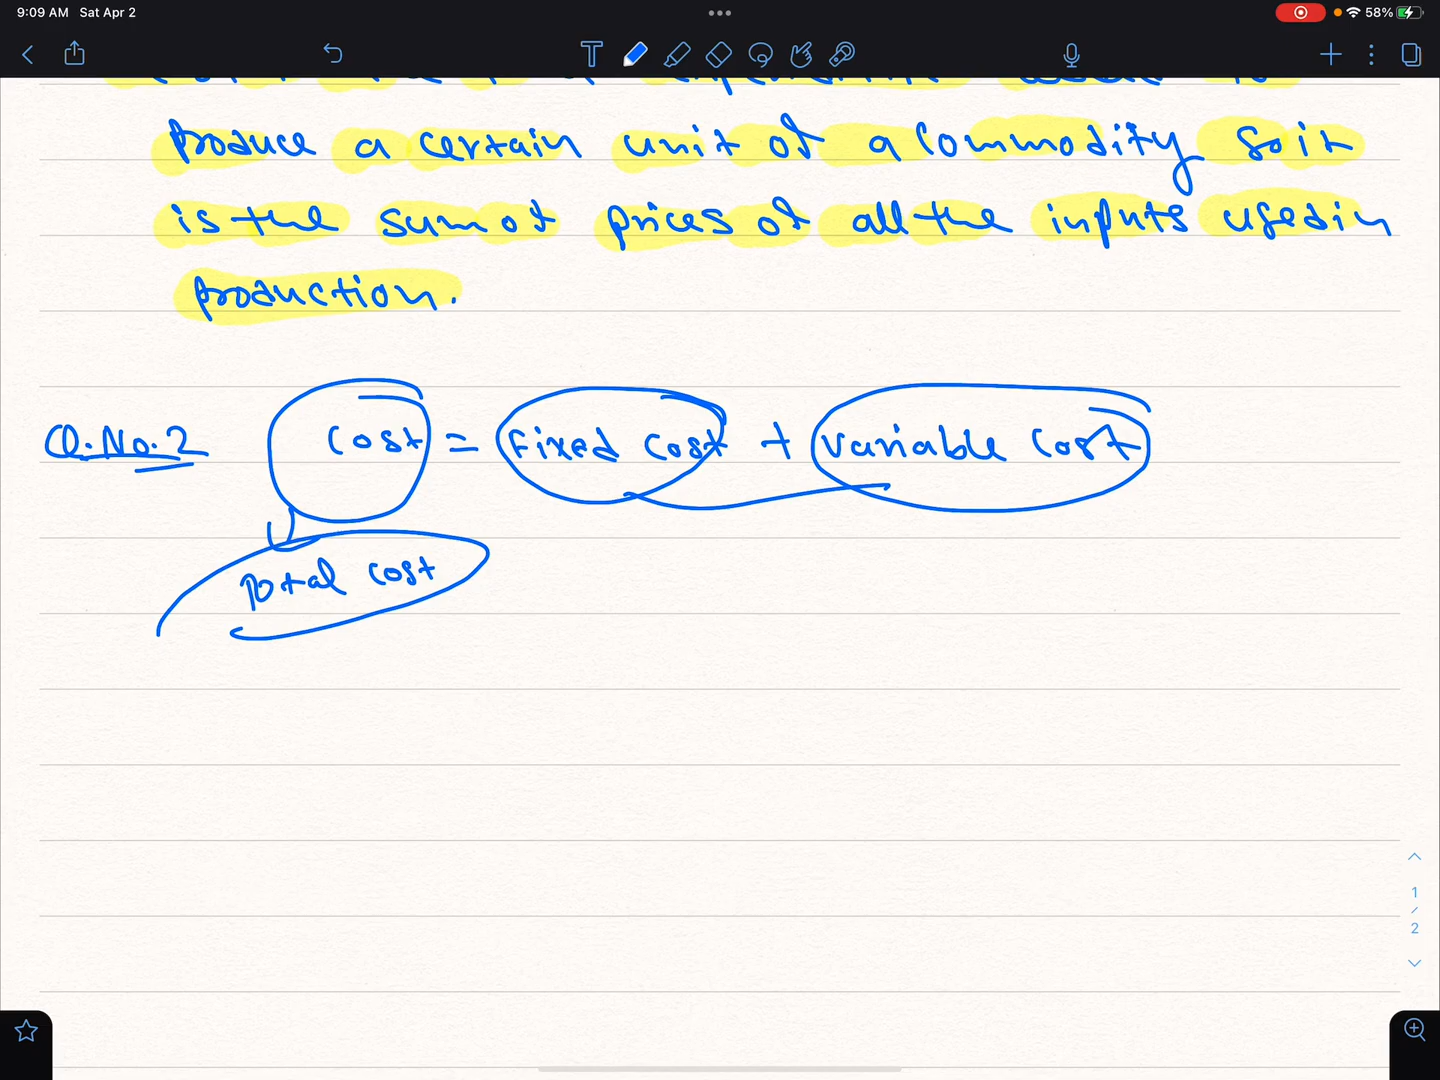 9:09 AM Sat Apr 2
58%
produce a certain unit of a commodity so it
is the sum of prices of all the inputs used in
production.
Q.No.2 Cost = Fixed Cost + Variable Cost
Total cost
1
/
2